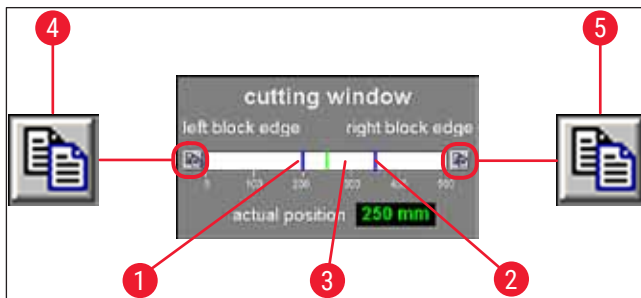 4 5
cutting window
left block edge right block edge
0 100 200 300 400 500
actual position 250 mm
1 3 2